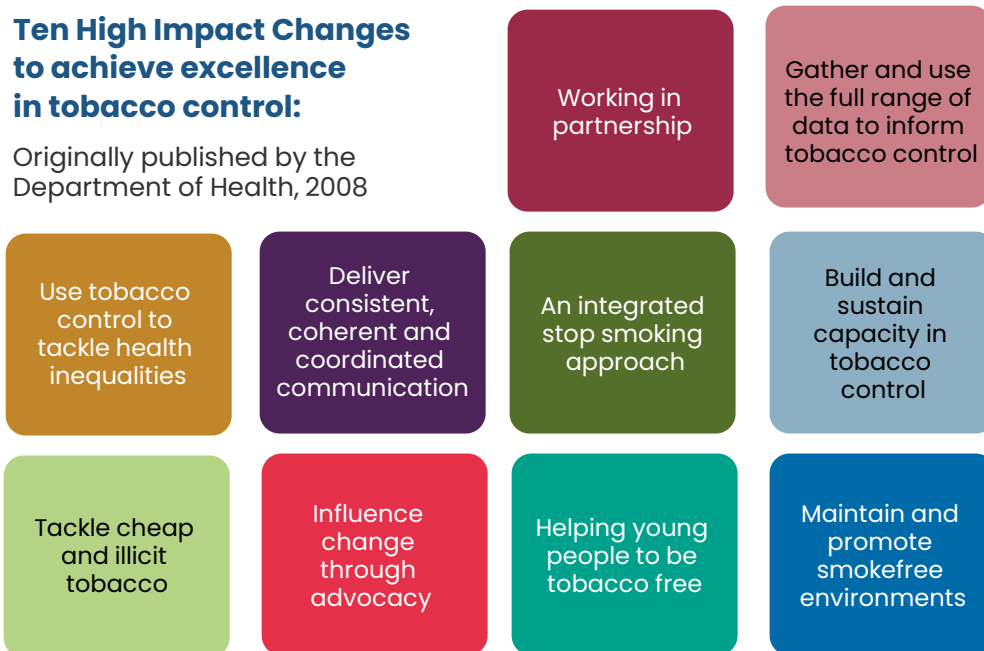 Ten High Impact Changes
to achieve excellence
in tobacco control:
Originally published by the
Department of Health, 2008
Working in
partnership
Gather and use
the full range of
data to inform
tobacco control
Use tobacco
control to
tackle health
inequalities
Deliver
consistent,
coherent and
coordinated
communication
An integrated
stop smoking
approach
Build and
sustain
capacity in
tobacco
control
Tackle cheap
and illicit
tobacco
Influence
change
through
advocacy
Helping young
people to be
tobacco free
Maintain and
promote
smokefree
environments